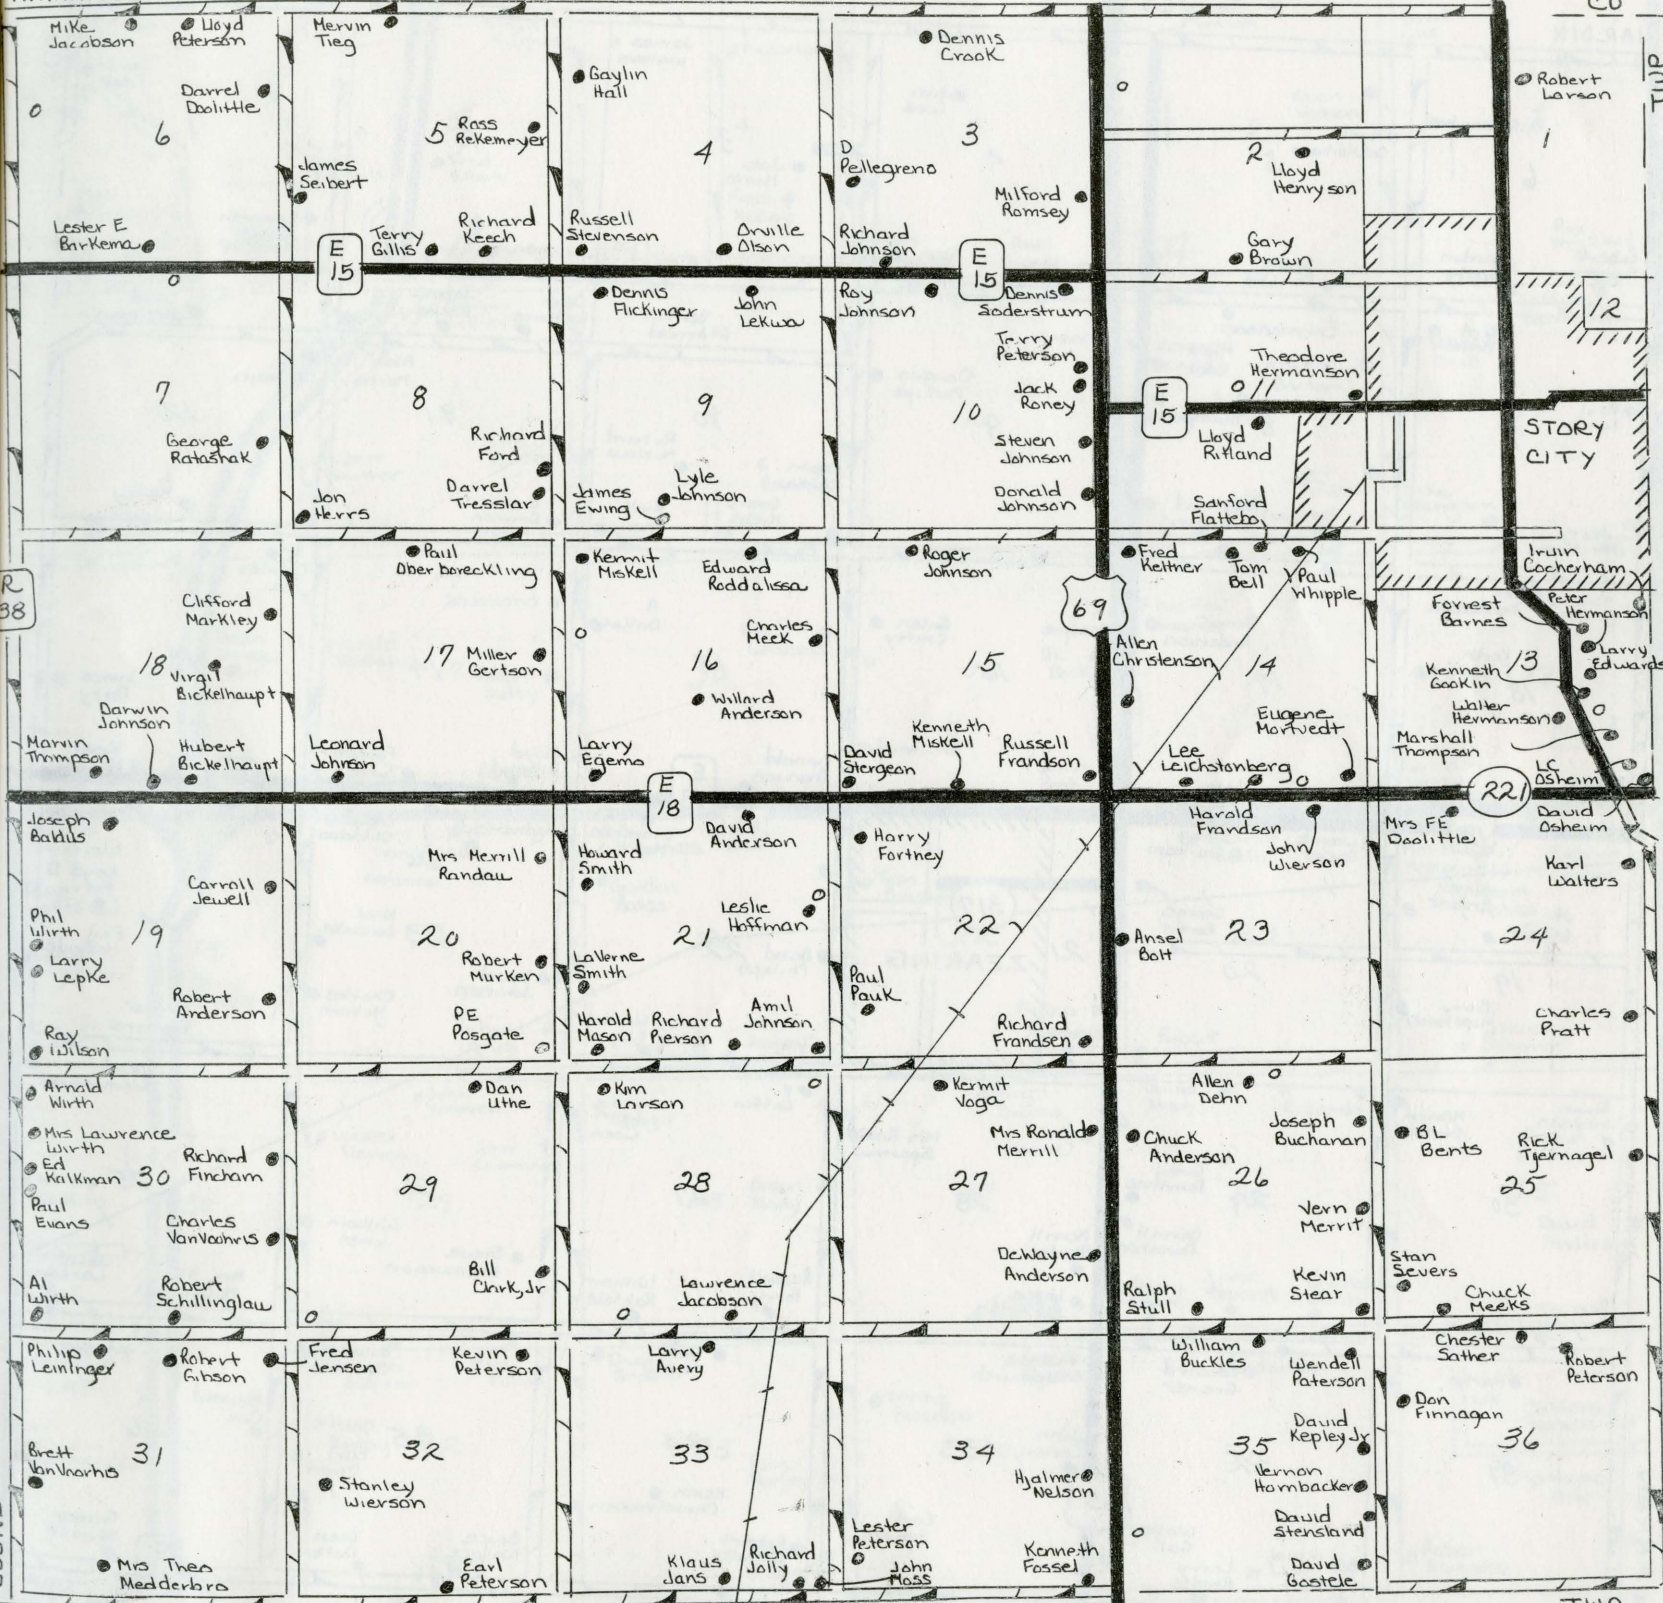 CO
TWP
Mike
Jacobson
Lloyd
Peterson
Darrel
Doolittle
6
Lester E
Barkema
Mervin
Tieg
5
Ross
Rekemeyer
James
Seibert
Terry
Gillis
Richard
Keech
Gaylin
Hall
4
Russell
Stevenson
Orville
Olson
Dennis
Crook
3
D
Pellegreno
Milford
Romsey
Richard
Johnson
2
Lloyd
Henryson
Gary
Brown
Robert
Larson
1
E
15
E
15
7
George
Ratashak
8
Richard
Ford
Darrel
Tresslar
Jon
Herrs
Dennis
Flickinger
John
Lekwa
9
Lyle
Johnson
James
Ewing
Roy
Johnson
Dennis
Soderstrum
Terry
Peterson
Jack
Roney
10
Steven
Johnson
Donald
Johnson
Theodore
Hermanson
11
E
15
Lloyd
Ritland
Sanford
Flattebo
12
STORY
CITY
R
38
Clifford
Markley
18
Virgil
Bickelhaupt
Darwin
Johnson
Marvin
Thompson
Hubert
Bickelhaupt
Paul
Oberboreckling
17
Miller
Gertson
Leonard
Johnson
Kermit
Miskell
Edward
Roddalissa
Charles
Meek
16
Willard
Anderson
Larry
Egemo
Roger
Johnson
15
Kenneth
Miskell
David
Stergeon
Russell
Frandson
69
Fred
Keltner
Tom
Bell
Paul
Whipple
Allen
Christenson
14
Eugene
Mortvedt
Lee
Leichstonberg
Irvin
Cocherham
Forrest
Barnes
Peter
Hermanson
Larry
Edwards
13
Kenneth
Gookin
Walter
Hermanson
Marshall
Thompson
LC
Osheim
221
E
18
Joseph
Baldus
Carroll
Jewell
Phil
Wirth
19
Larry
Lepke
Robert
Anderson
Ray
Wilson
Mrs Merrill
Randau
20
Robert
Murken
PE
Posgate
David
Anderson
Howard
Smith
Leslie
Hoffman
21
LaVerne
Smith
Harold
Mason
Richard
Pierson
Amil
Johnson
Harry
Fortney
22
Paul
Pauk
Richard
Frandsen
Harold
Frandson
John
Wierson
Ansel
Bolt
23
Mrs FE
Doolittle
David
Osheim
Karl
Walters
24
Charles
Pratt
Arnold
Wirth
Mrs Lawrence
Wirth
Ed
Kalkman
30
Richard
Fincham
Paul
Evans
Charles
VanVoohris
Al
Wirth
Robert
Schillinglaw
Dan
Uthe
29
Bill
Clark, Jr
Kim
Larson
28
Lawrence
Jacobson
Kermit
Voga
Mrs Ronald
Merrill
27
DeWayne
Anderson
Allen
Dehn
Joseph
Buchanan
Chuck
Anderson
26
Vern
Merrit
Kevin
Stear
Ralph
Stull
BL
Bents
Rick
Tjernagel
25
Stan
Severs
Chuck
Meeks
Philip
Leininger
Robert
Gibson
31
Brett
VanVoorhis
Mrs Theo
Medderbro
Fred
Jensen
Kevin
Peterson
32
Stanley
Wierson
Earl
Peterson
Larry
Avery
33
Klaus
Jans
Richard
Jolly
34
Hjalmer
Nelson
Lester
Peterson
John
Moss
Kenneth
Fossel
William
Buckles
Wendell
Paterson
David
Kepley Jr
35
Vernon
Hornbacker
David
Stensland
David
Gostele
Chester
Sather
Robert
Peterson
Don
Finnagan
36